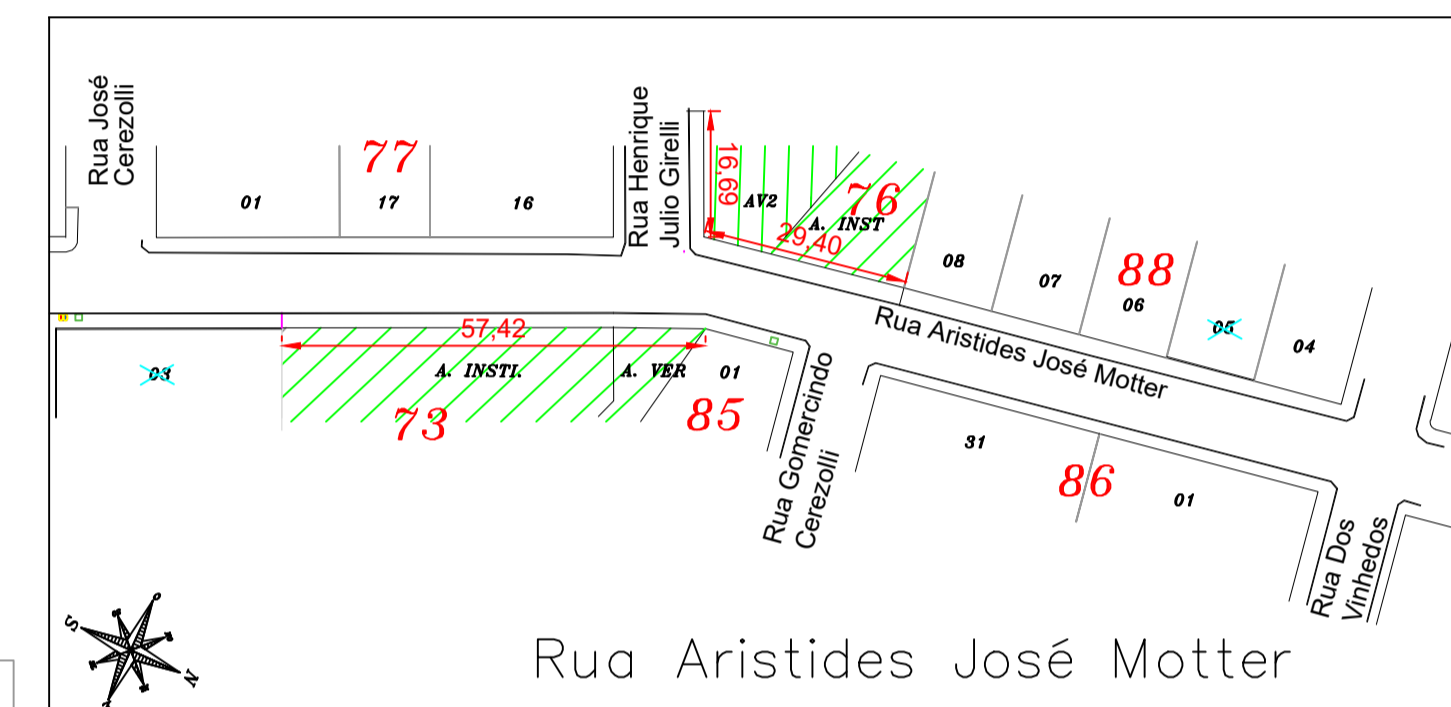 Rua José
Cerezolli
77
01
17
16
Rua Henrique
Julio Girelli
16,69
AV2
76
A. INST
29,40
08
07
88
06
05
04
Rua Aristides José Motter
57,42
03
A. INSTI.
A. VER
01
73
85
Rua Gomercindo
Cerezolli
31
86
01
Rua Dos
Vinhedos
S
O
N
Rua Aristides José Motter